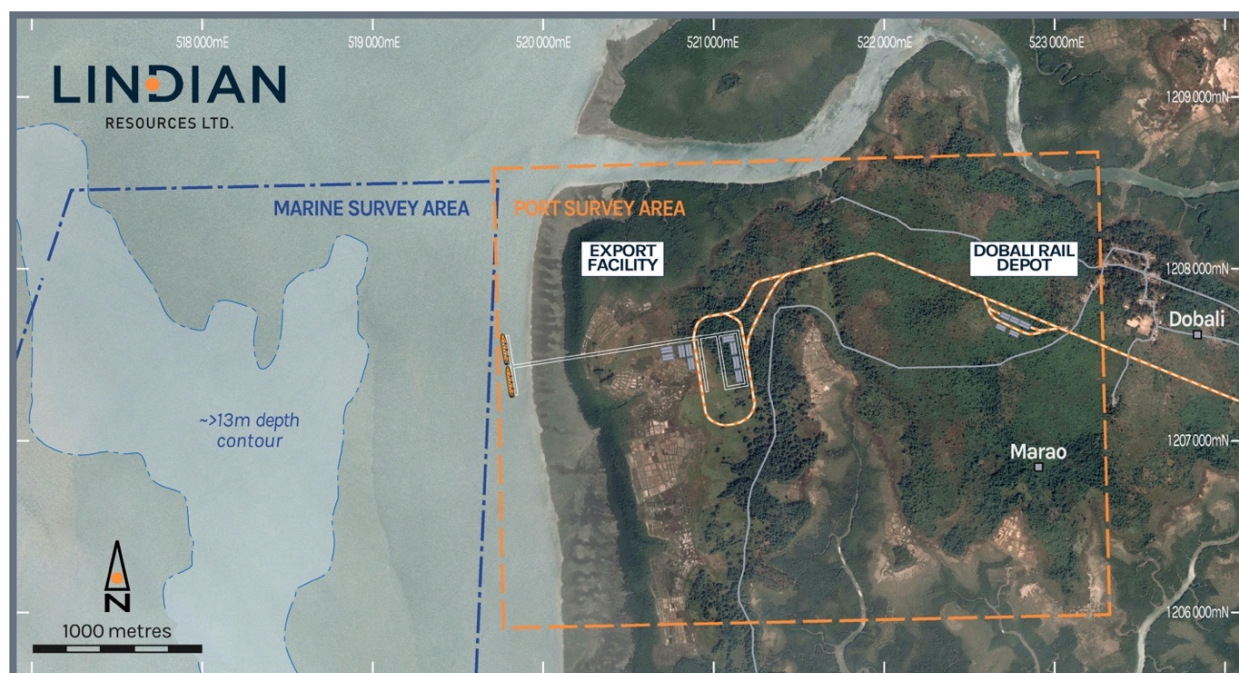 518 000mE
519 000mE
520 000mE
521 000mE
522 000mE
523 000mE
LINDIAN
RESOURCES LTD.
1209 000mN
MARINE SURVEY AREA
PORT SURVEY AREA
EXPORT
FACILITY
DOBALI RAIL
DEPOT
1208 000mN
Dobali
~>13m depth
contour
1207 000mN
Marao
N
1000 metres
1206 000mN